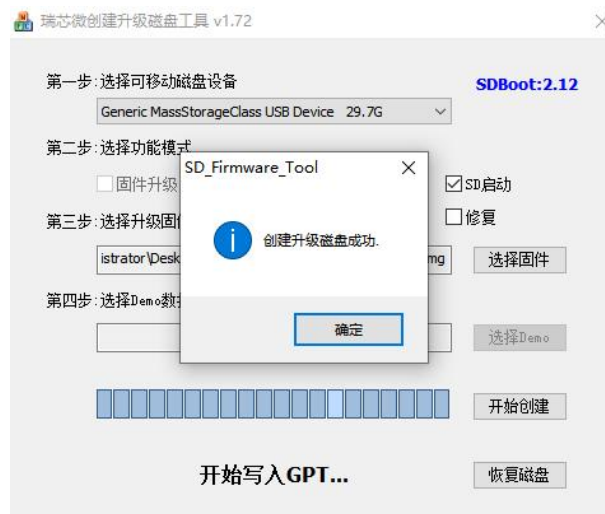 瑞芯微创建升级磁盘工具 v1.72
第一步:选择可移动磁盘设备
SDBoot:2.12
Generic MassStorageClass USB Device 29.7G
第二步:选择功能模式
SD_Firmware_Tool
固件升级
SD启动
第三步:选择升级固
修复
创建升级磁盘成功.
istrator\Desk
mg
选择固件
第四步:选择Demo数
确定
选择Demo
开始创建
开始写入GPT...
恢复磁盘